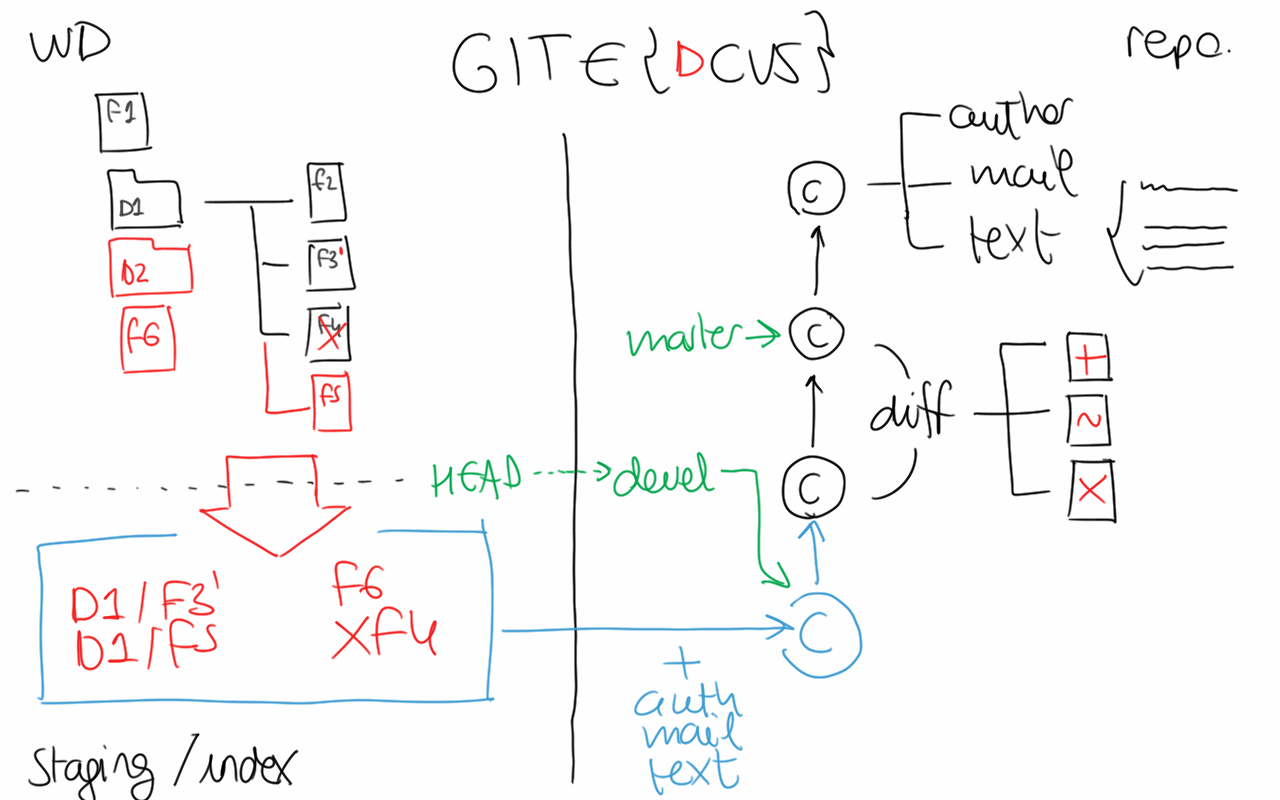 WD
GIT ∈ {DCVS}
repo.
F1
D1
D2
F6
F2
F3'
F4
F5
author
mail
text
C
master
C
diff
+
~
X
HEAD
devel
C
D1/F3'
D1/F5
F6
XF4
C
+
auth
mail
text
Staging/index